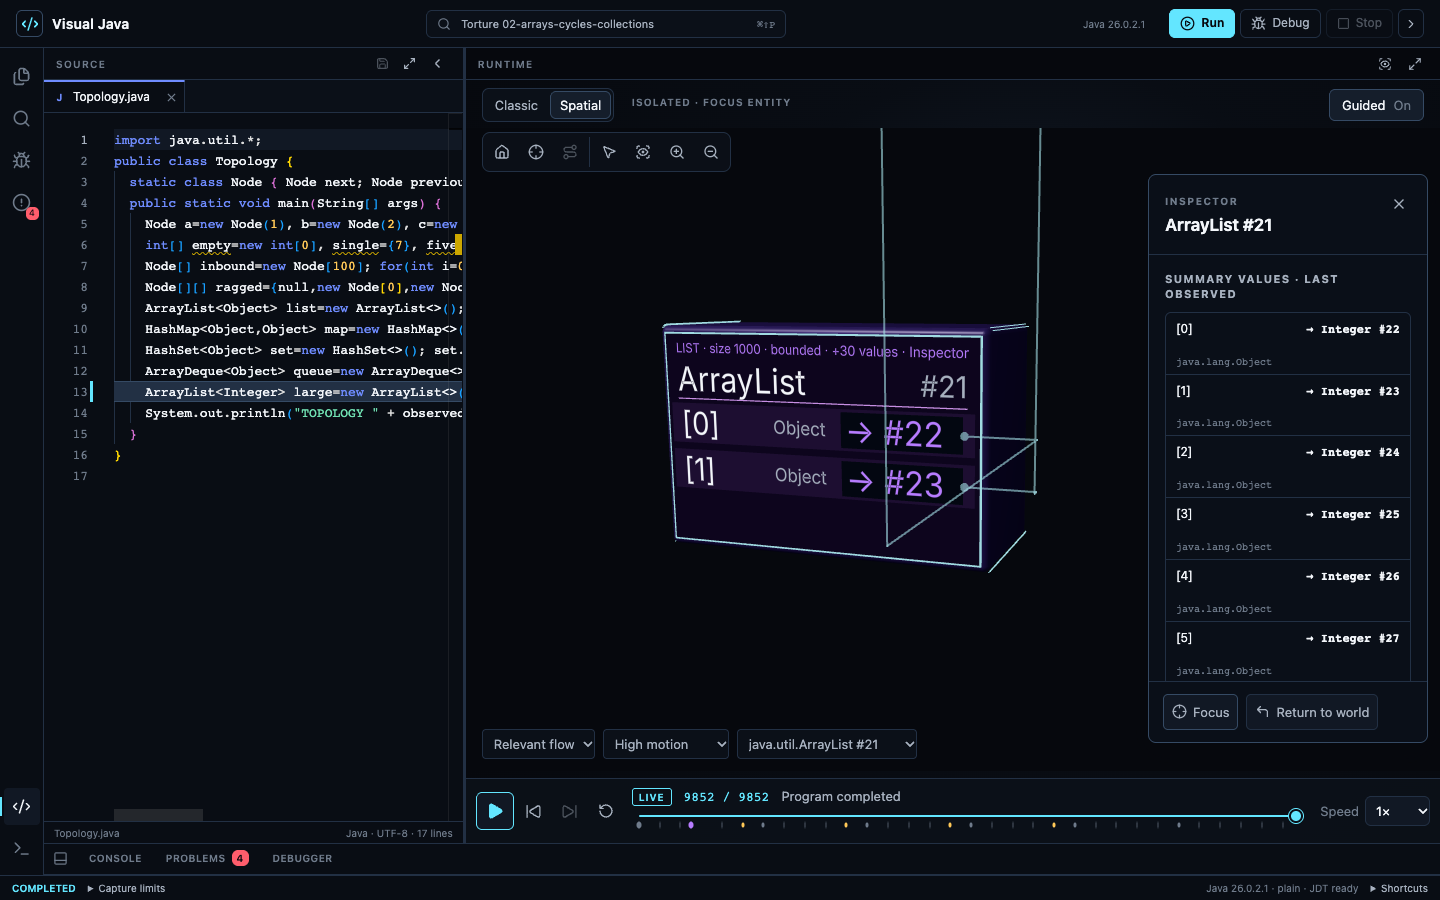 Visual Java
Torture 02-arrays-cycles-collections
⌘⇧P
Java 26.0.2.1
Run
Debug
Stop
SOURCE
RUNTIME
J Topology.java
Classic
Spatial
ISOLATED · FOCUS ENTITY
Guided On
1 import java.util.*;
2 public class Topology {
3 static class Node { Node next; Node previou
4 public static void main(String[] args) {
5 Node a=new Node(1), b=new Node(2), c=new
6 int[] empty=new int[0], single={7}, five
7 Node[] inbound=new Node[100]; for(int i=0
8 Node[][] ragged={null,new Node[0],new Nod
9 ArrayList<Object> list=new ArrayList<>();
10 HashMap<Object,Object> map=new HashMap<>(
11 HashSet<Object> set=new HashSet<>(); set.
12 ArrayDeque<Object> queue=new ArrayDeque<>
13 ArrayList<Integer> large=new ArrayList<>(
14 System.out.println("TOPOLOGY " + observed
15 }
16 }
17
4
LIST · size 1000 · bounded · +30 values · Inspector
ArrayList #21
[0] Object → #22
[1] Object → #23
INSPECTOR
ArrayList #21
SUMMARY VALUES · LAST
OBSERVED
[0] → Integer #22
java.lang.Object
[1] → Integer #23
java.lang.Object
[2] → Integer #24
java.lang.Object
[3] → Integer #25
java.lang.Object
[4] → Integer #26
java.lang.Object
[5] → Integer #27
java.lang.Object
Focus
Return to world
Relevant flow
High motion
java.util.ArrayList #21
LIVE 9852 / 9852 Program completed
Speed 1×
Topology.java
Java · UTF-8 · 17 lines
CONSOLE
PROBLEMS 4
DEBUGGER
COMPLETED
Capture limits
Java 26.0.2.1 · plain · JDT ready
Shortcuts